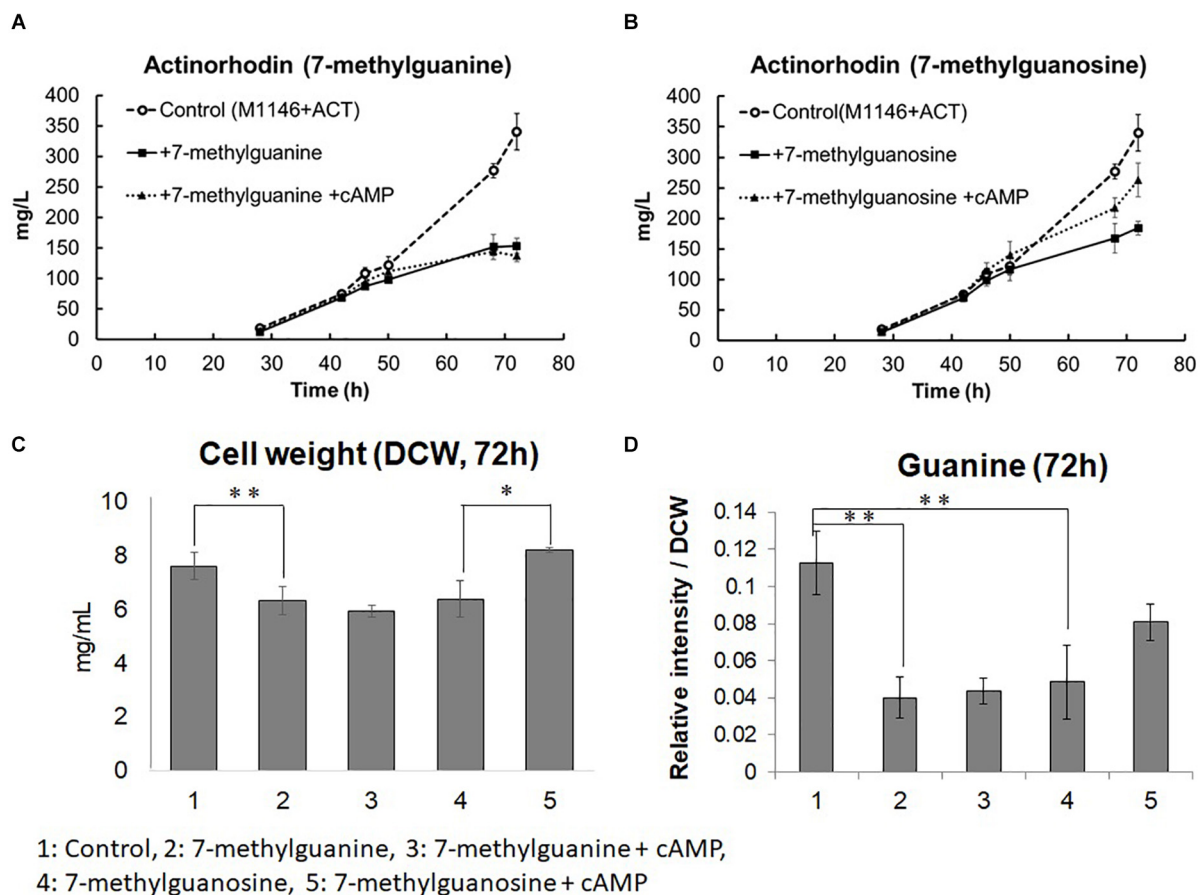 A
Actinorhodin (7-methylguanine)
400
350
300
250
200
150
100
50
0
mg/L
Control (M1146+ACT)
+7-methylguanine
+7-methylguanine +cAMP
0 10 20 30 40 50 60 70 80
Time (h)
B
Actinorhodin (7-methylguanosine)
400
350
300
250
200
150
100
50
0
mg/L
Control(M1146+ACT)
+7-methylguanosine
+7-methylguanosine +cAMP
0 10 20 30 40 50 60 70 80
Time (h)
C
Cell weight (DCW, 72h)
10
8
6
4
2
0
mg/mL
**
*
1 2 3 4 5
D
Guanine (72h)
0.14
0.12
0.1
0.08
0.06
0.04
0.02
0
Relative intensity / DCW
**
**
1 2 3 4 5
1: Control, 2: 7-methylguanine, 3: 7-methylguanine + cAMP,
4: 7-methylguanosine, 5: 7-methylguanosine + cAMP